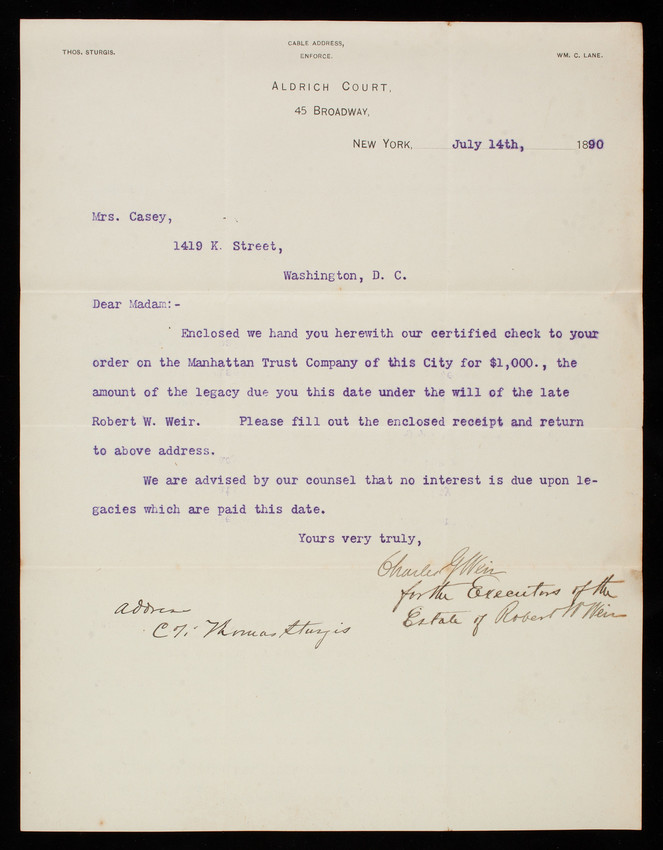 THOS. STURGIS.
CABLE ADDRESS,
ENFORCE.
WM. C. LANE.
ALDRICH COURT,
45 BROADWAY,
NEW YORK, July 14th, 1890
Mrs. Casey,
1419 K. Street,
Washington, D. C.
Dear Madam:-
Enclosed we hand you herewith our certified check to your
order on the Manhattan Trust Company of this City for $1,000., the
amount of the legacy due you this date under the will of the late
Robert W. Weir. Please fill out the enclosed receipt and return
to above address.
We are advised by our counsel that no interest is due upon le-
gacies which are paid this date.
Yours very truly,
Charles G Weir
for the Executors of the
Estate of Robert W Weir
Address
C/o Thomas Sturgis